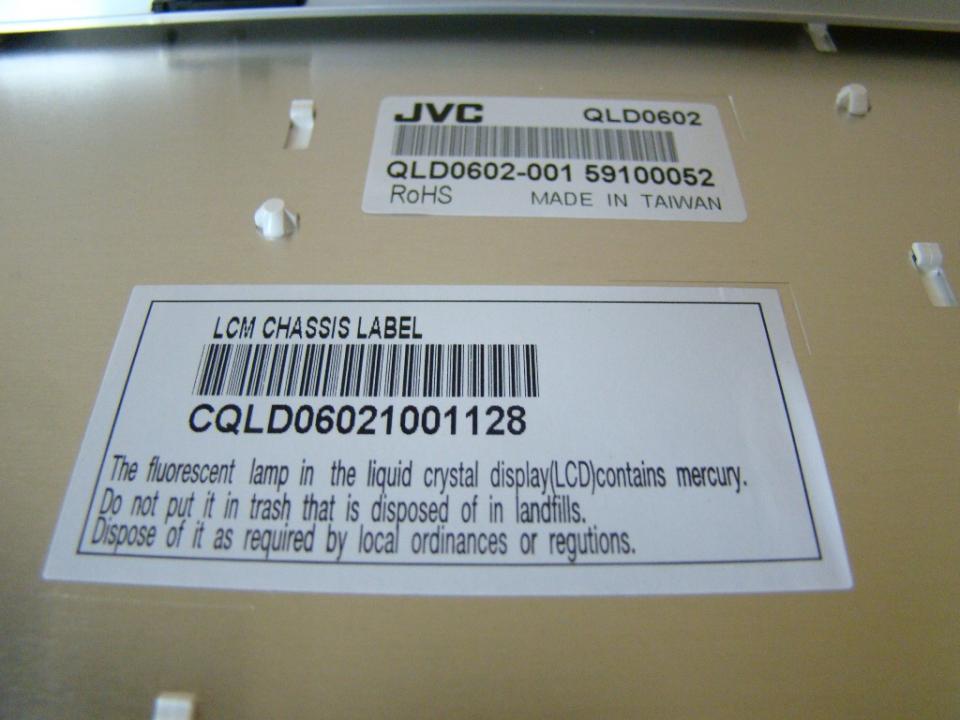 JVC QLD0602
QLD0602-001 59100052
RoHS MADE IN TAIWAN
LCM CHASSIS LABEL
CQLD06021001128
The fluorescent lamp in the liquid crystal display(LCD)contains mercury.
Do not put it in trash that is disposed of in landfills.
Dispose of it as required by local ordinances or regutions.